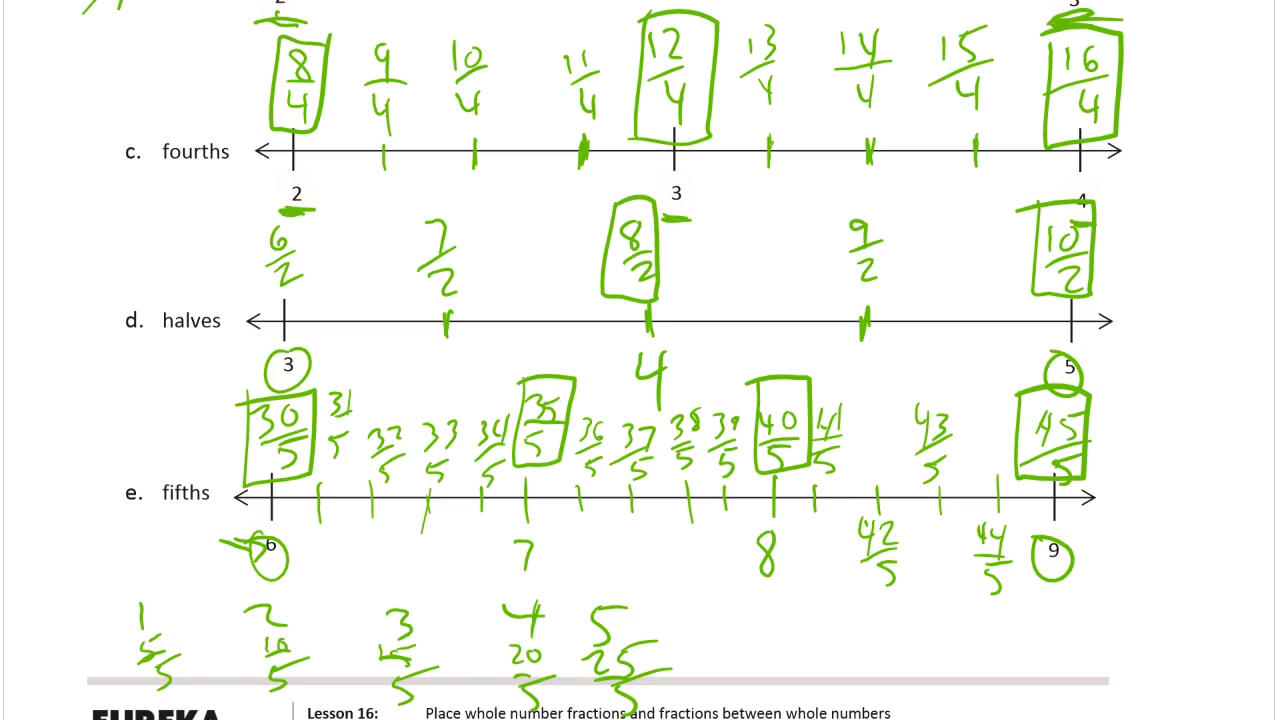 8/4 9/4 10/4 11/4 12/4 13/4 14/4 15/4 16/4
c. fourths
2 3 4
6/2 7/2 8/2 9/2 10/2
d. halves
3 4 5
30/5 31/5 32/5 33/5 34/5 35/5 36/5 37/5 38/5 39/5 40/5 41/5 43/5 45/5
e. fifths
6 7 8 42/5 44/5 9
1 2 3 4 5
5/5 10/5 15/5 20/5 25/5
EUREKA
Lesson 16: Place whole number fractions and fractions between whole numbers